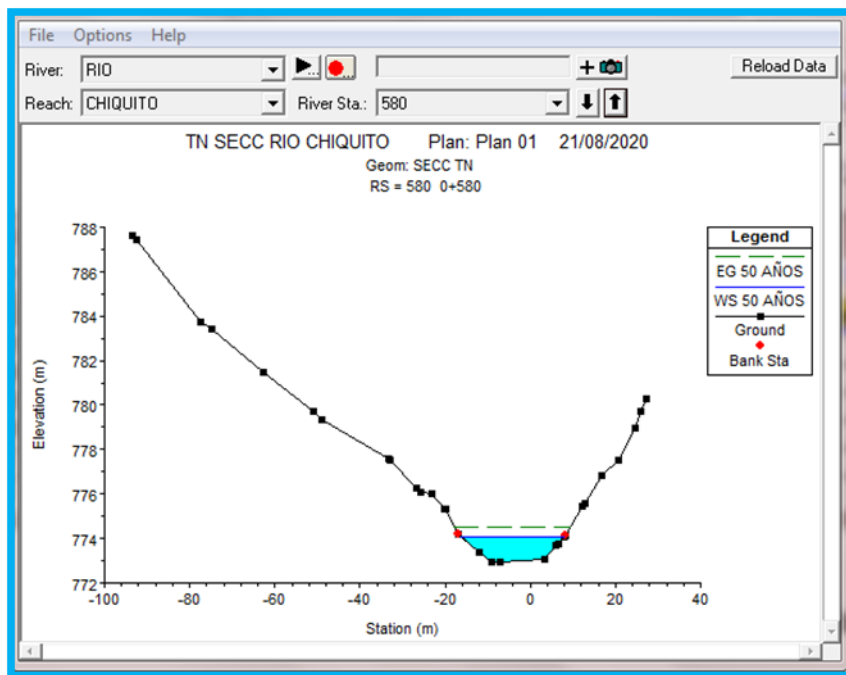 File Options Help
River: RIO Reload Data
Reach: CHIQUITO River Sta.: 580
TN SECC RIO CHIQUITO Plan: Plan 01 21/08/2020
Geom: SECC TN
RS = 580 0+580
Legend
EG 50 AÑOS
WS 50 AÑOS
Ground
Bank Sta
788
786
784
782
780
778
776
774
772
Elevation (m)
-100 -80 -60 -40 -20 0 20 40
Station (m)